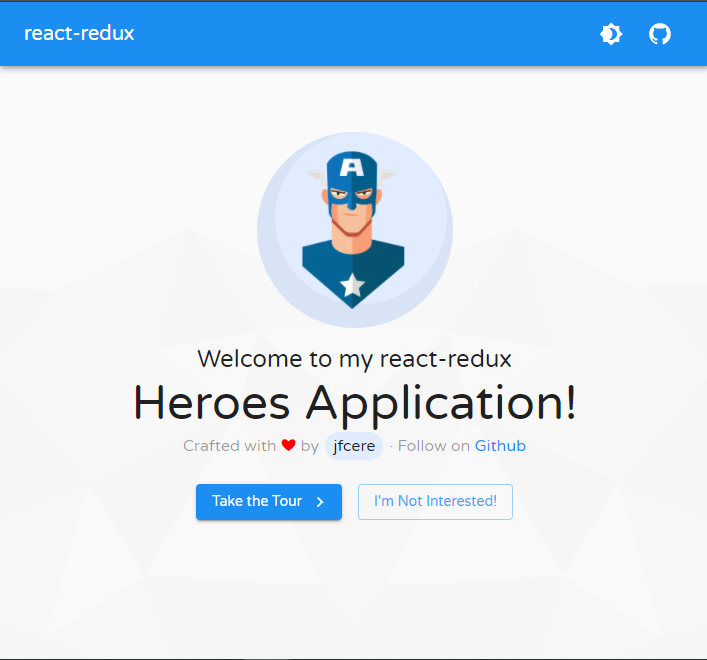 react-redux
A
Welcome to my react-redux
Heroes Application!
Crafted with ❤ by jfcere · Follow on Github
Take the Tour
I'm Not Interested!